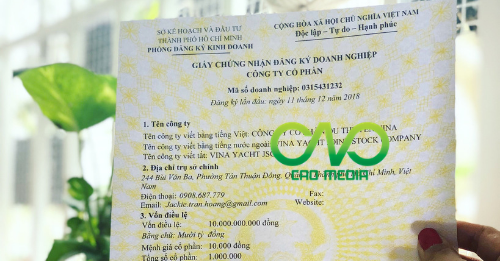 SỞ KẾ HOẠCH VÀ ĐẦU TƯ
THÀNH PHỐ HỒ CHÍ MINH
PHÒNG ĐĂNG KÝ KINH DOANH
CỘNG HÒA XÃ HỘI CHỦ NGHĨA VIỆT NAM
Độc lập - Tự do - Hạnh phúc
GIẤY CHỨNG NHẬN ĐĂNG KÝ DOANH NGHIỆP
CÔNG TY CỔ PHẦN
Mã số doanh nghiệp: 0315431232
Đăng ký lần đầu: ngày 11 tháng 12 năm 2018
1. Tên công ty
Tên công ty viết bằng tiếng Việt: CÔNG TY CỔ
Tên công ty viết bằng tiếng nước ngoài: VINA YACHT STOCK COMPANY
Tên công ty viết tắt: VINA YACHT JSC
CAO MEDIA
2. Địa chỉ trụ sở chính
244 Bùi Văn Ba, Phường Tân Thuận Đông, Chí Minh, Việt
Nam
Điện thoại: 0908.687.779 Fax:
Email: Jackie.tran.hoang@gmail.com Website:
3. Vốn điều lệ
Vốn điều lệ: 10.000.000.000 đồng
Bằng chữ: Mười tỷ đồng
Mệnh giá cổ phần: 10.000 đồng
Tổng số cổ phần: 1.000.000